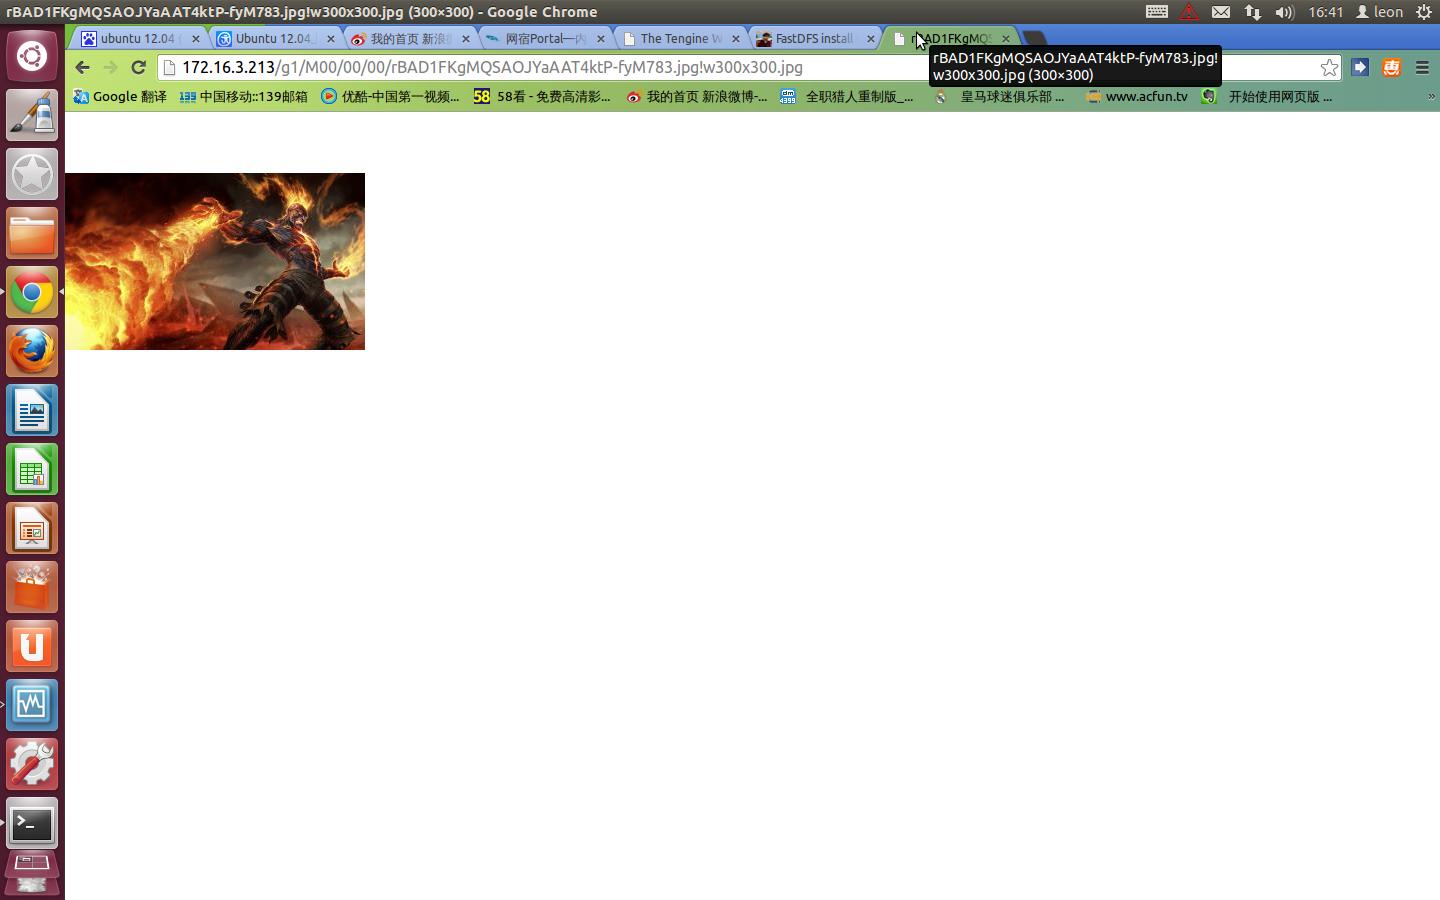 rBAD1FKgMQSAOJYaAAT4ktP-fyM783.jpg!w300x300.jpg (300×300) - Google Chrome
16:41 leon
ubuntu 12.04
Ubuntu 12.04
我的首页 新浪
网宿Portal—内
The Tengine W
FastDFS install
rBAD1FKgMQS
172.16.3.213/g1/M00/00/00/rBAD1FKgMQSAOJYaAAT4ktP-fyM783.jpg!w300x300.jpg
rBAD1FKgMQSAOJYaAAT4ktP-fyM783.jpg!
w300x300.jpg (300×300)
Google 翻译
中国移动::139邮箱
优酷-中国第一视频...
58看 - 免费高清影...
我的首页 新浪微博-...
全职猎人重制版_...
皇马球迷俱乐部 ...
www.acfun.tv
开始使用网页版 ...
»